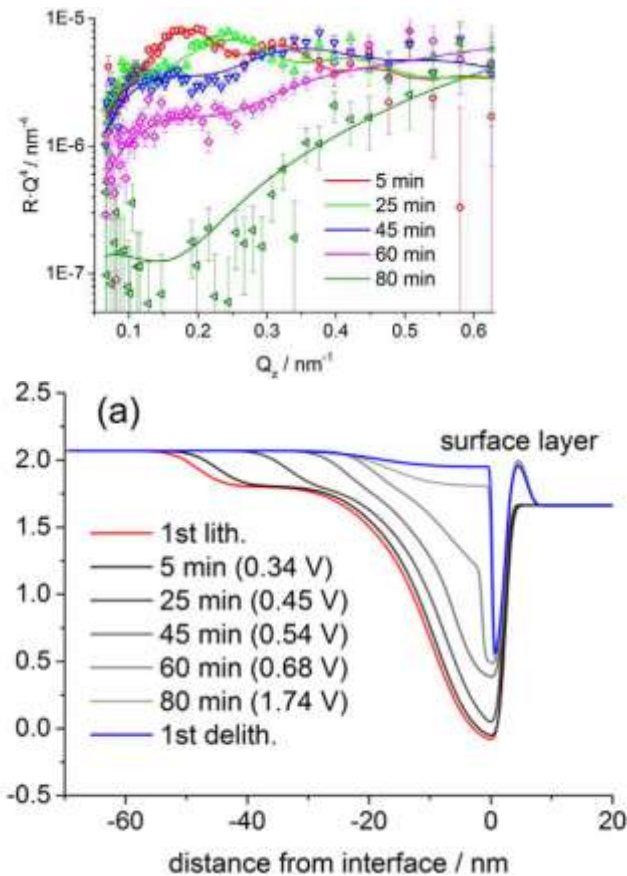 1E-5
1E-6
1E-7
R·Q⁴ / nm⁻⁴
5 min
25 min
45 min
60 min
80 min
0.1 0.2 0.3 0.4 0.5 0.6
Q_z / nm⁻¹
(a)
surface layer
2.5
2.0
1.5
1.0
0.5
0.0
-0.5
1st lith.
5 min (0.34 V)
25 min (0.45 V)
45 min (0.54 V)
60 min (0.68 V)
80 min (1.74 V)
1st delith.
-60 -40 -20 0 20
distance from interface / nm